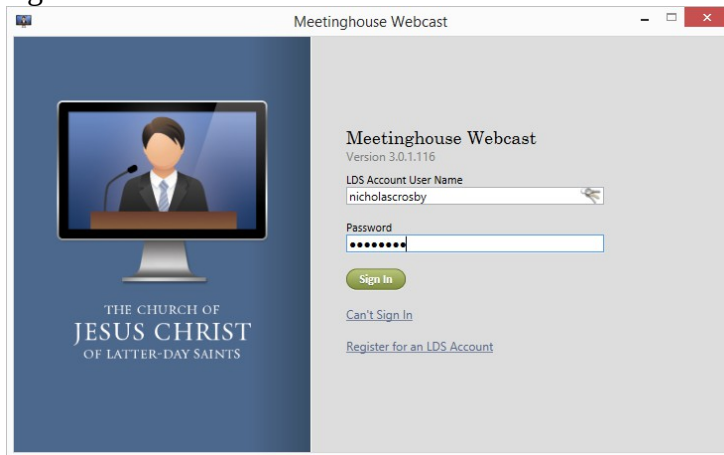 Meetinghouse Webcast
THE CHURCH OF
JESUS CHRIST
OF LATTER-DAY SAINTS
Meetinghouse Webcast
Version 3.0.1.116
LDS Account User Name
nicholascrosby
Password
••••••••
Sign In
Can't Sign In
Register for an LDS Account